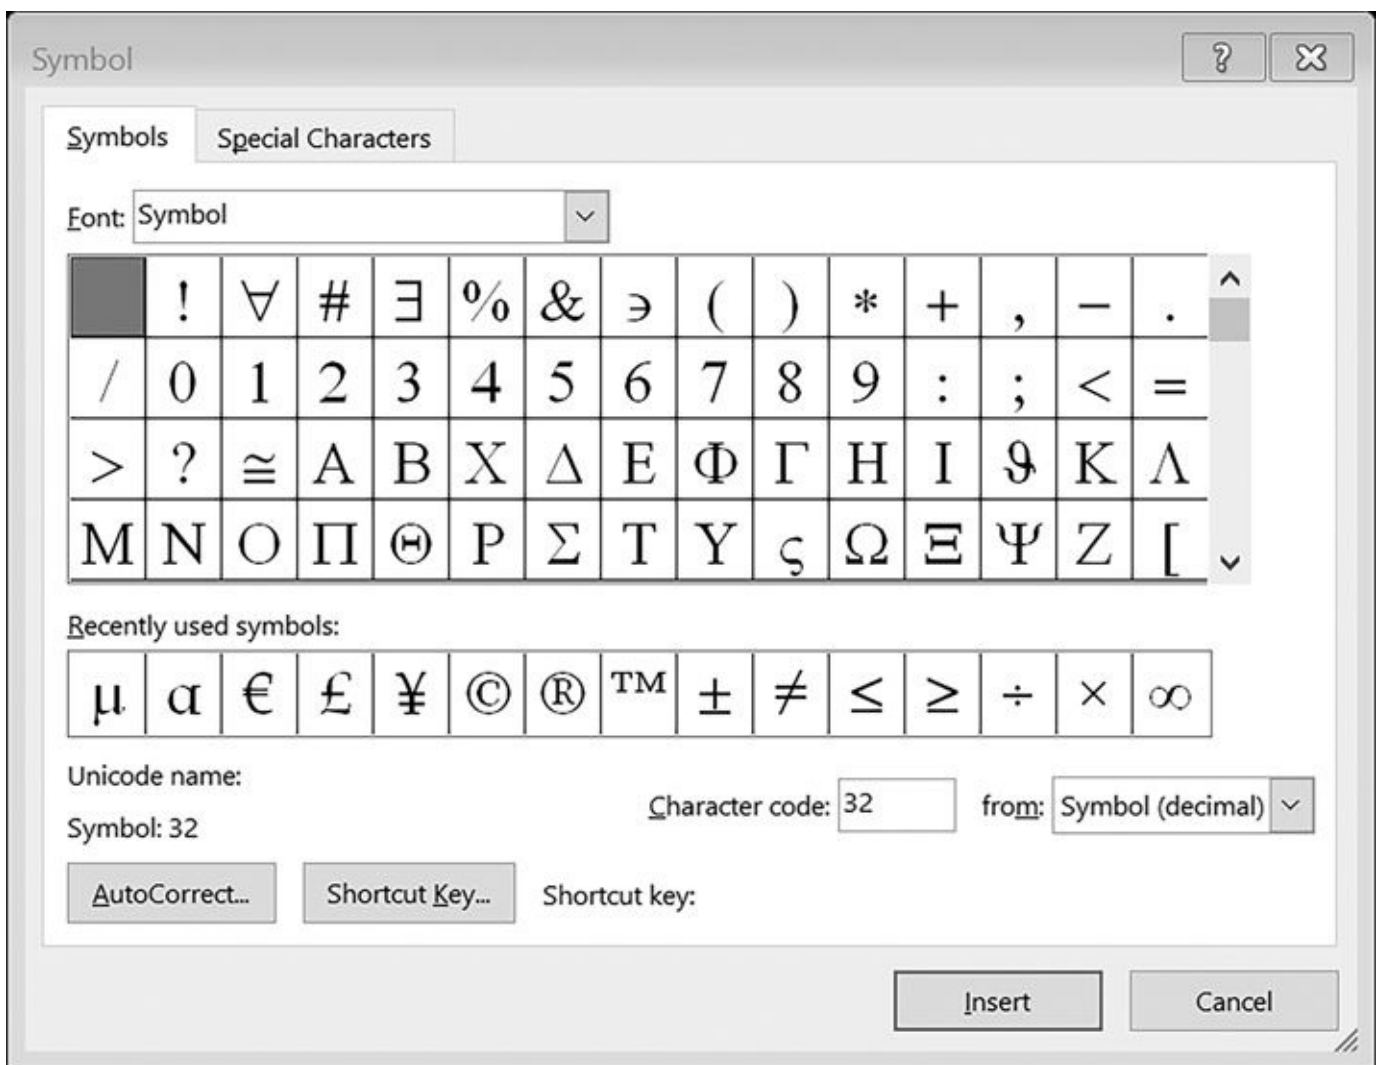 Symbol
Symbols Special Characters
Font: Symbol
! ∀ # ∃ % & ∍ ( ) * + , − .
/ 0 1 2 3 4 5 6 7 8 9 : ; < =
> ? ≅ Α Β Χ Δ Ε Φ Γ Η Ι ϑ Κ Λ
Μ Ν Ο Π Θ Ρ Σ Τ Υ ς Ω Ξ Ψ Ζ [
Recently used symbols:
µ α € £ ¥ © ® ™ ± ≠ ≤ ≥ ÷ × ∞
Unicode name:
Character code: 32 from: Symbol (decimal)
Symbol: 32
AutoCorrect... Shortcut Key... Shortcut key:
Insert Cancel